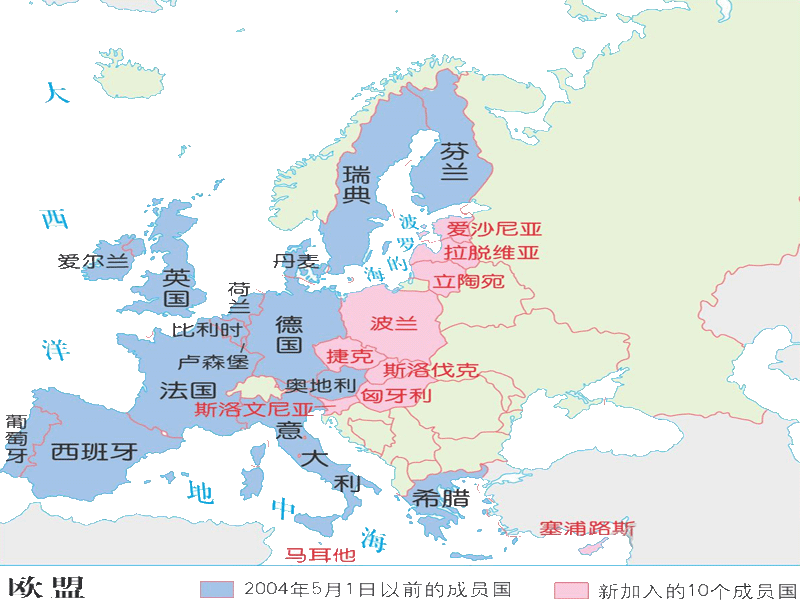 大
西
洋
芬兰
瑞典
波罗的海
爱沙尼亚
拉脱维亚
立陶宛
爱尔兰
英国
丹麦
荷兰
比利时
德国
波兰
卢森堡
捷克
斯洛伐克
法国
奥地利
匈牙利
斯洛文尼亚
葡萄牙
西班牙
意大利
希腊
地中海
塞浦路斯
马耳他
欧盟
2004年5月1日以前的成员国
新加入的10个成员国